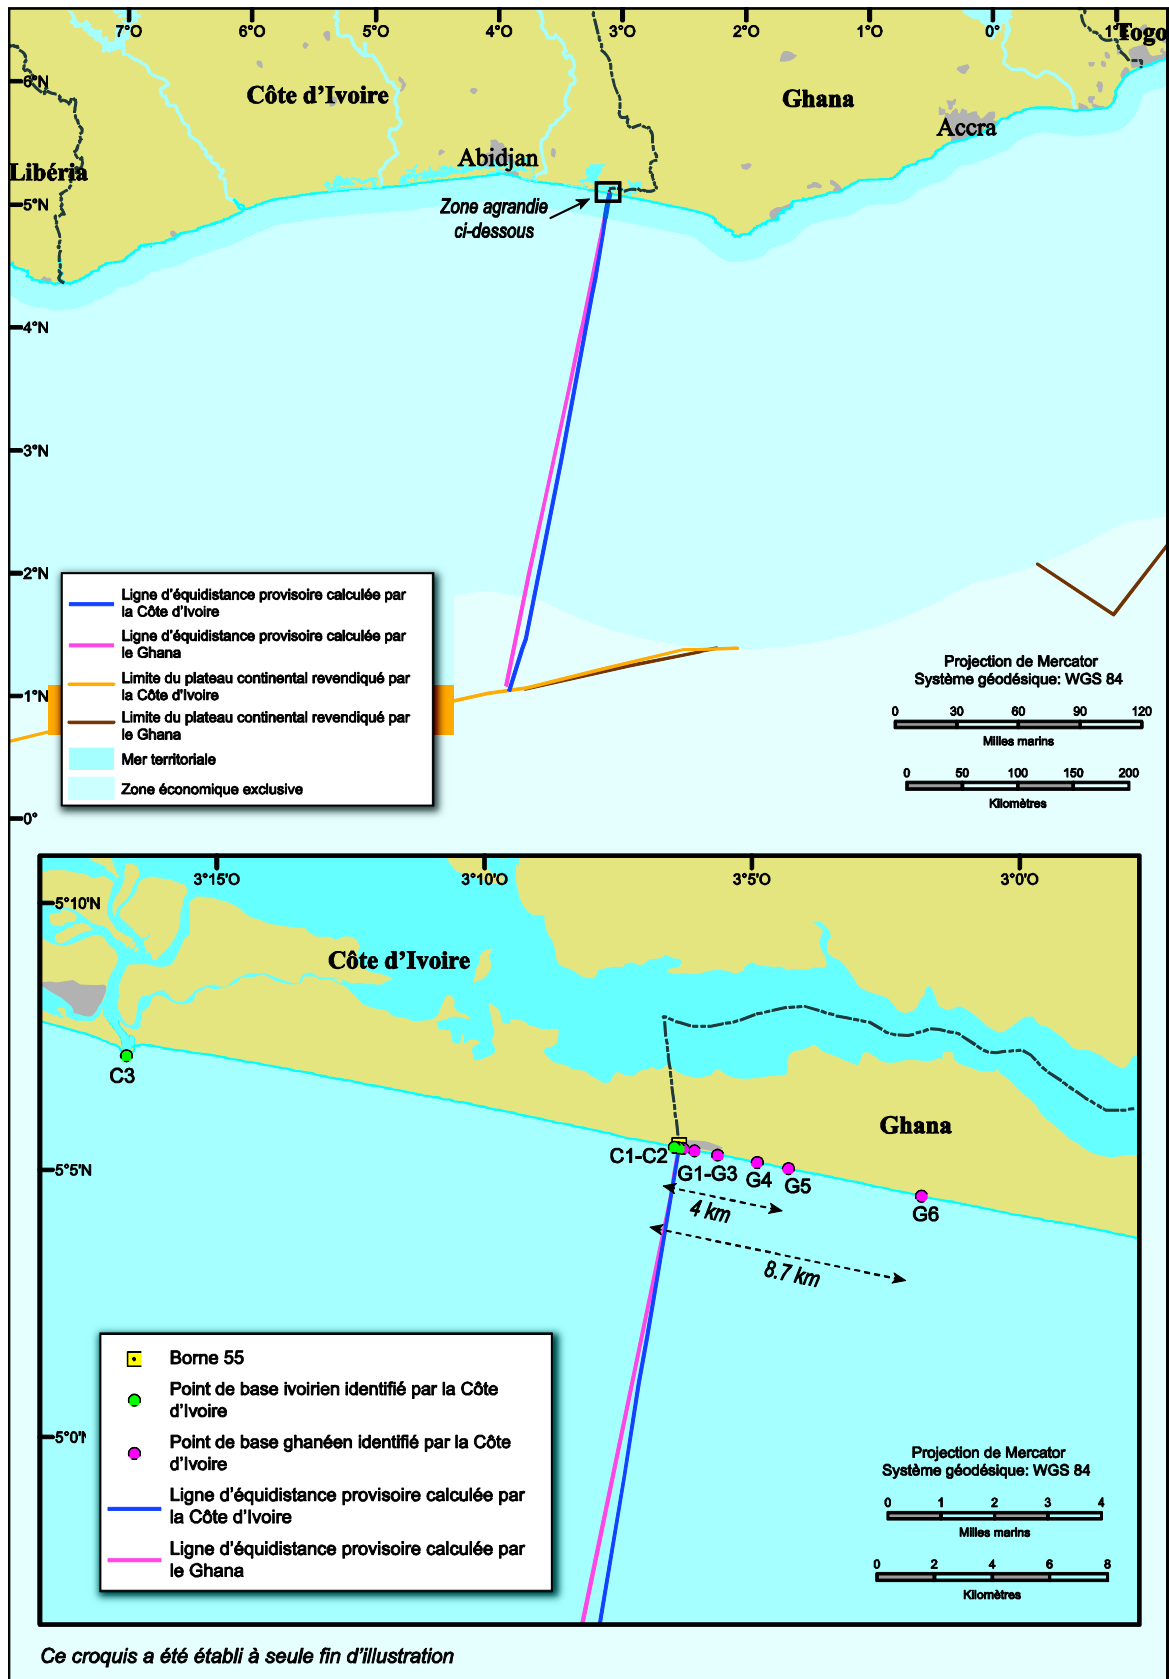 7°O
6°O
5°O
4°O
3°O
2°O
1°O
0°
1°E
Togo
6°N
Côte d'Ivoire
Ghana
Accra
Abidjan
Libéria
5°N
Zone agrandie
ci-dessous
4°N
3°N
2°N
1°N
0°
Ligne d'équidistance provisoire calculée par
la Côte d'Ivoire
Ligne d'équidistance provisoire calculée par
le Ghana
Limite du plateau continental revendiqué par
la Côte d'Ivoire
Limite du plateau continental revendiqué par
le Ghana
Mer territoriale
Zone économique exclusive
Projection de Mercator
Système géodésique: WGS 84
0 30 60 90 120
Milles marins
0 50 100 150 200
Kilomètres
3°15'O
3°10'O
3°5'O
3°0'O
5°10'N
Côte d'Ivoire
C3
Ghana
5°5'N
C1-C2
G1-G3
G4
G5
G6
4 km
8.7 km
5°0'N
Borne 55
Point de base ivoirien identifié par la Côte
d'Ivoire
Point de base ghanéen identifié par la Côte
d'Ivoire
Ligne d'équidistance provisoire calculée par
la Côte d'Ivoire
Ligne d'équidistance provisoire calculée par
le Ghana
Projection de Mercator
Système géodésique: WGS 84
0 1 2 3 4
Milles marins
0 2 4 6 8
Kilomètres
Ce croquis a été établi à seule fin d'illustration